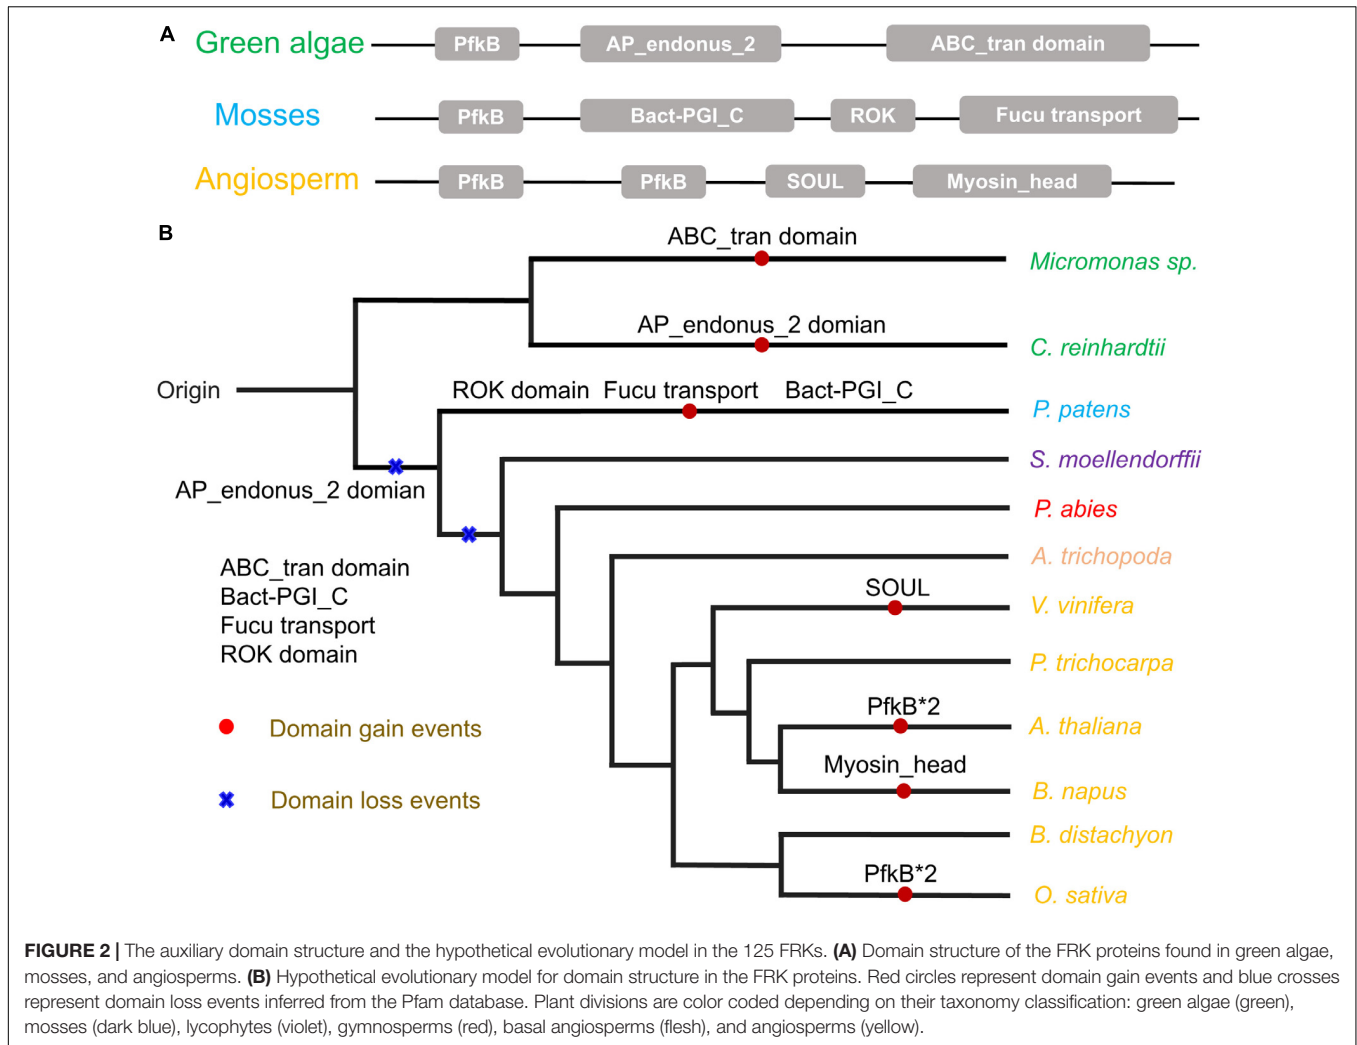 A
Green algae
PfkB
AP_endonus_2
ABC_tran domain
Mosses
PfkB
Bact-PGI_C
ROK
Fucu transport
Angiosperm
PfkB
PfkB
SOUL
Myosin_head
B
ABC_tran domain
Micromonas sp.
AP_endonus_2 domian
C. reinhardtii
Origin
ROK domain Fucu transport Bact-PGI_C
P. patens
S. moellendorffii
AP_endonus_2 domian
P. abies
A. trichopoda
ABC_tran domain
Bact-PGI_C
Fucu transport
ROK domain
SOUL
V. vinifera
P. trichocarpa
PfkB*2
A. thaliana
Domain gain events
Myosin_head
B. napus
Domain loss events
B. distachyon
PfkB*2
O. sativa
FIGURE 2 | The auxiliary domain structure and the hypothetical evolutionary model in the 125 FRKs. (A) Domain structure of the FRK proteins found in green algae,
mosses, and angiosperms. (B) Hypothetical evolutionary model for domain structure in the FRK proteins. Red circles represent domain gain events and blue crosses
represent domain loss events inferred from the Pfam database. Plant divisions are color coded depending on their taxonomy classification: green algae (green),
mosses (dark blue), lycophytes (violet), gymnosperms (red), basal angiosperms (flesh), and angiosperms (yellow).